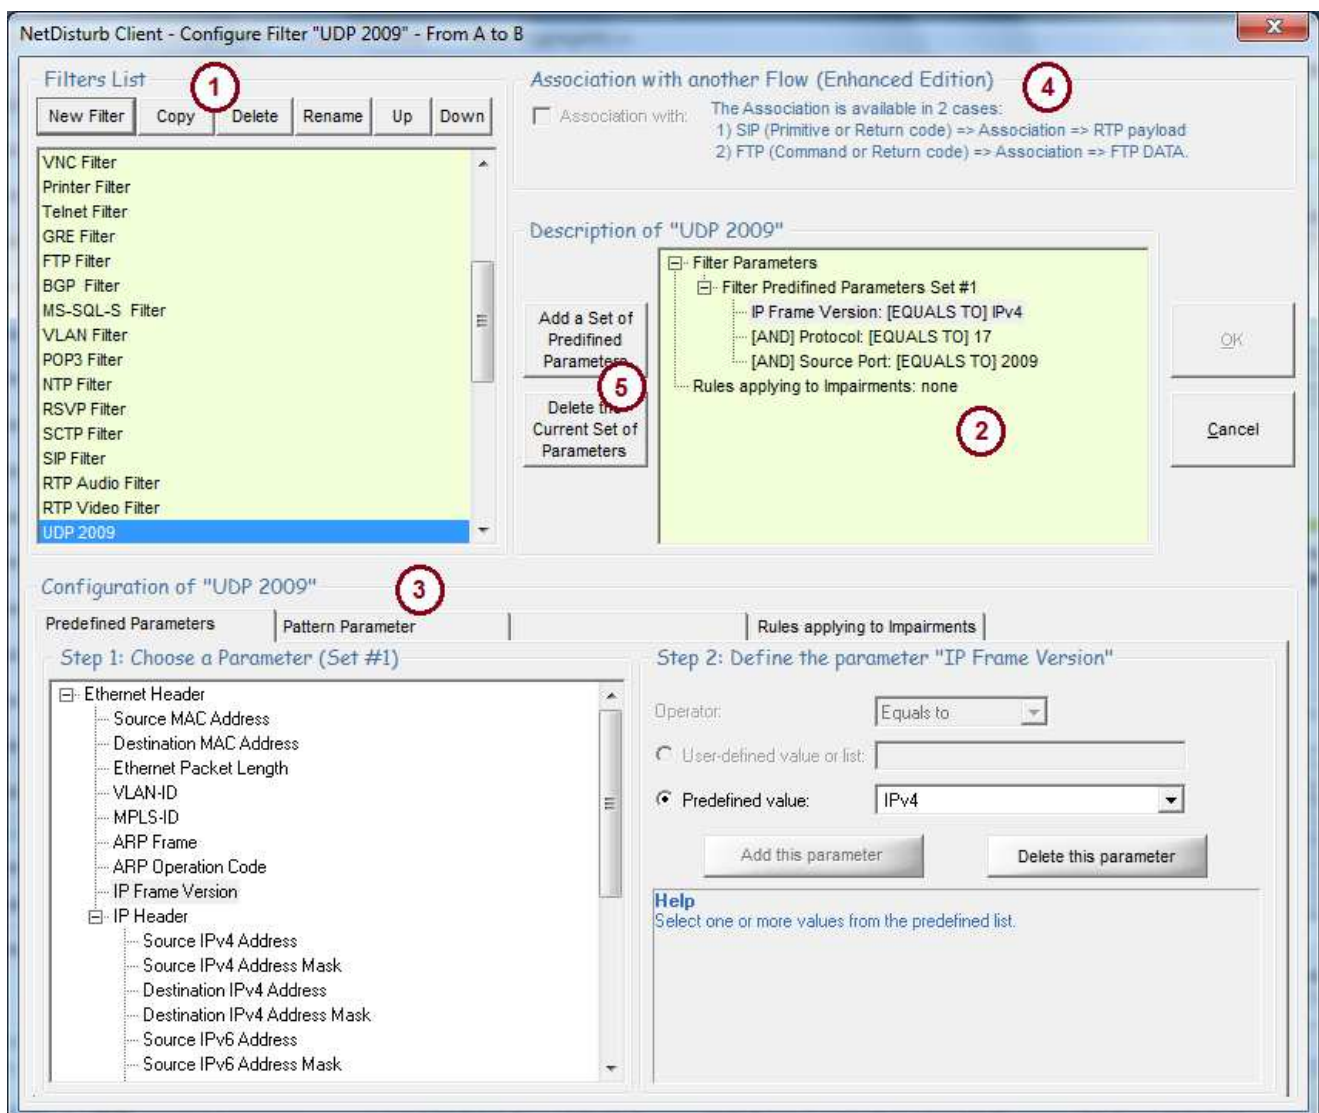 NetDisturb Client - Configure Filter "UDP 2009" - From A to B
Filters List
1
New Filter
Copy
Delete
Rename
Up
Down
VNC Filter
Printer Filter
Telnet Filter
GRE Filter
FTP Filter
BGP Filter
MS-SQL-S Filter
VLAN Filter
POP3 Filter
NTP Filter
RSVP Filter
SCTP Filter
SIP Filter
RTP Audio Filter
RTP Video Filter
UDP 2009
Association with another Flow (Enhanced Edition)
4
Association with:
The Association is available in 2 cases:
1) SIP (Primitive or Return code) => Association => RTP payload
2) FTP (Command or Return code) => Association => FTP DATA.
Description of "UDP 2009"
Add a Set of
Predifined
Parameters
5
Delete the
Current Set of
Parameters
Filter Parameters
Filter Predifined Parameters Set #1
IP Frame Version: [EQUALS TO] IPv4
[AND] Protocol: [EQUALS TO] 17
[AND] Source Port: [EQUALS TO] 2009
Rules applying to Impairments: none
2
OK
Cancel
Configuration of "UDP 2009"
3
Predefined Parameters
Pattern Parameter
Rules applying to Impairments
Step 1: Choose a Parameter (Set #1)
Ethernet Header
Source MAC Address
Destination MAC Address
Ethernet Packet Length
VLAN-ID
MPLS-ID
ARP Frame
ARP Operation Code
IP Frame Version
IP Header
Source IPv4 Address
Source IPv4 Address Mask
Destination IPv4 Address
Destination IPv4 Address Mask
Source IPv6 Address
Source IPv6 Address Mask
Step 2: Define the parameter "IP Frame Version"
Operator:
Equals to
User-defined value or list:
Predefined value:
IPv4
Add this parameter
Delete this parameter
Help
Select one or more values from the predefined list.